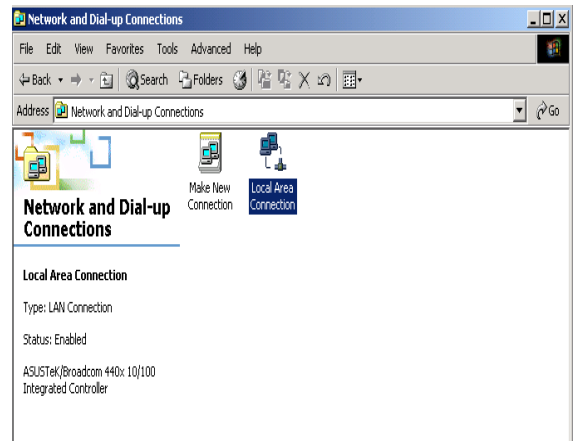 Network and Dial-up Connections
File Edit View Favorites Tools Advanced Help
Back Search Folders
Address Network and Dial-up Connections Go
Make New Connection
Local Area Connection
Network and Dial-up
Connections
Local Area Connection
Type: LAN Connection
Status: Enabled
ASUSTeK/Broadcom 440x 10/100
Integrated Controller